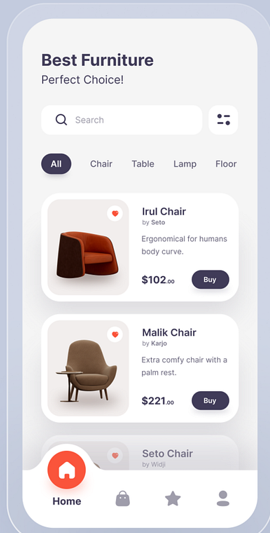 Best Furniture
Perfect Choice!
Search
All Chair Table Lamp Floor
Irul Chair
by Seto
Ergonomical for humans
body curve.
$102.00
Buy
Malik Chair
by Karjo
Extra comfy chair with a
palm rest.
$221.00
Buy
Seto Chair
by Widji
Home